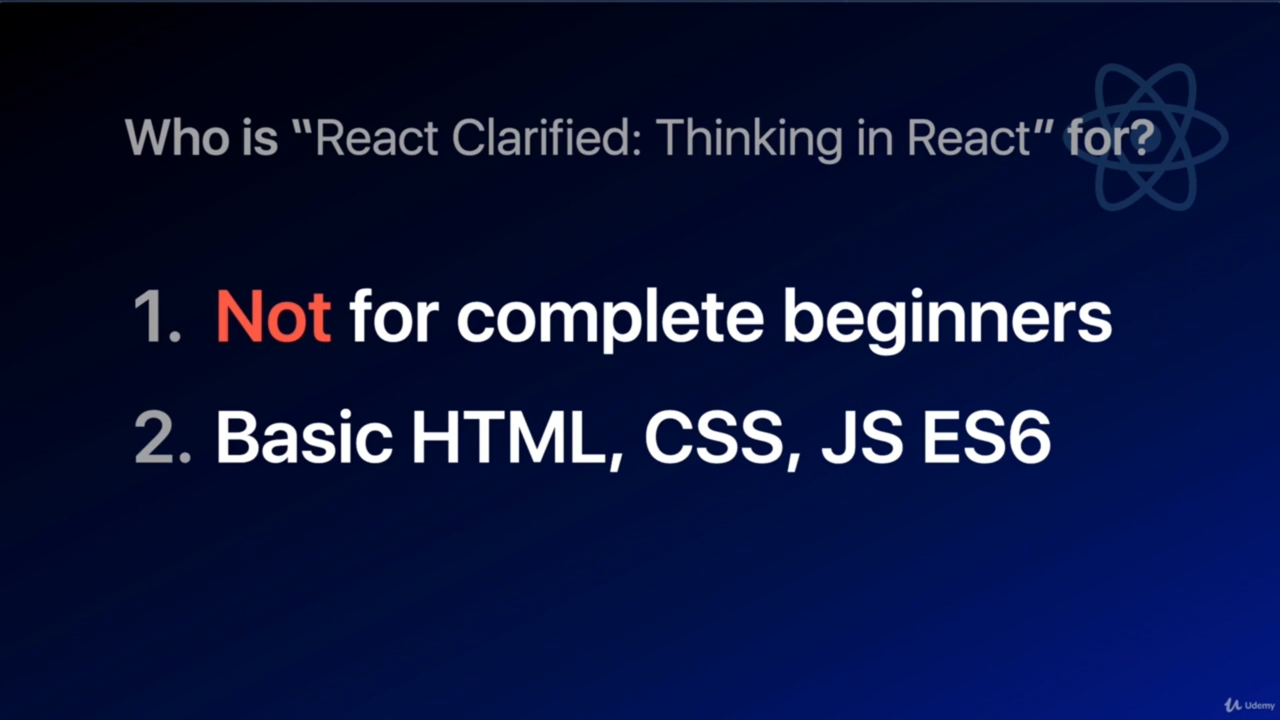 Who is “React Clarified: Thinking in React” for?
1. Not for complete beginners
2. Basic HTML, CSS, JS ES6
Udemy